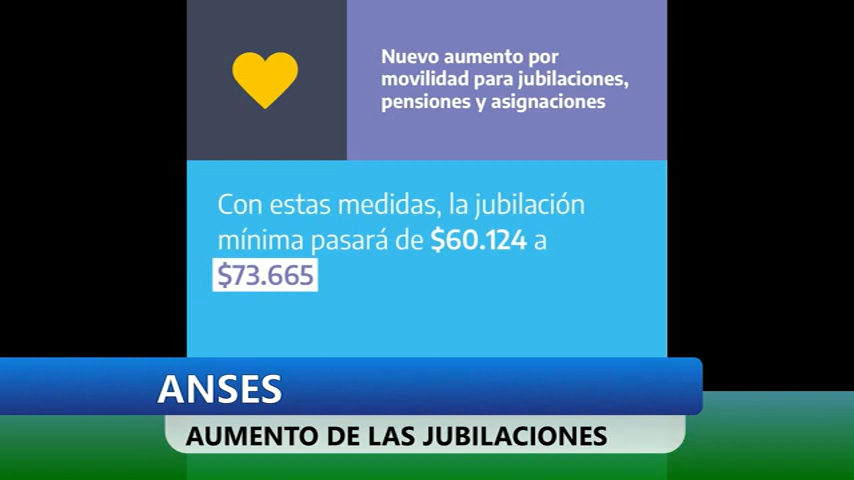 Nuevo aumento por
movilidad para jubilaciones,
pensiones y asignaciones
Con estas medidas, la jubilación
mínima pasará de $60.124 a
$73.665
ANSES
AUMENTO DE LAS JUBILACIONES